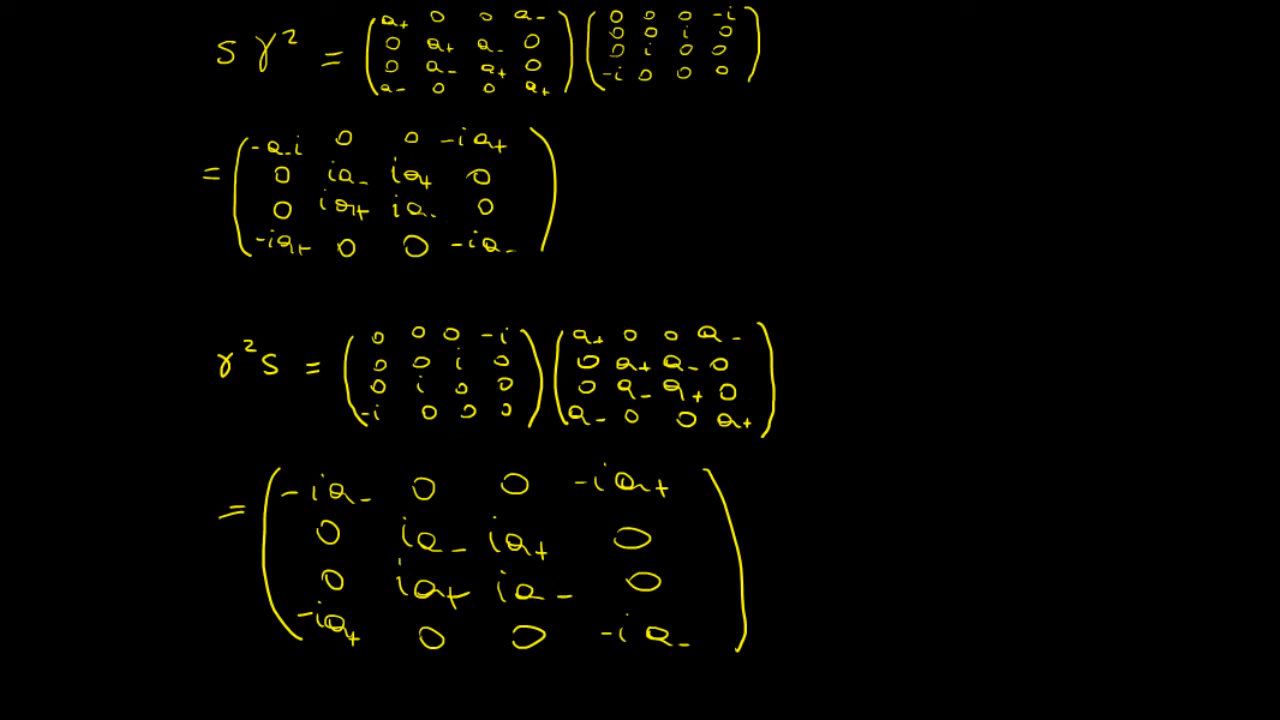 S γ² = ( a₊ 0 0 a₋ ) ( 0 0 0 -i )
( 0 a₊ a₋ 0 ) ( 0 0 i 0 )
( 0 a₋ a₊ 0 ) ( 0 i 0 0 )
( a₋ 0 0 a₊ ) ( -i 0 0 0 )
= ( -a₋i 0 0 -ia₊ )
( 0 ia₋ ia₊ 0 )
( 0 ia₊ ia₋ 0 )
( -ia₊ 0 0 -ia₋ )
γ²S = ( 0 0 0 -i ) ( a₊ 0 0 a₋ )
( 0 0 i 0 ) ( 0 a₊ a₋ 0 )
( 0 i 0 0 ) ( 0 a₋ a₊ 0 )
( -i 0 0 0 ) ( a₋ 0 0 a₊ )
= ( -ia₋ 0 0 -ia₊ )
( 0 ia₋ ia₊ 0 )
( 0 ia₊ ia₋ 0 )
( -ia₊ 0 0 -ia₋ )